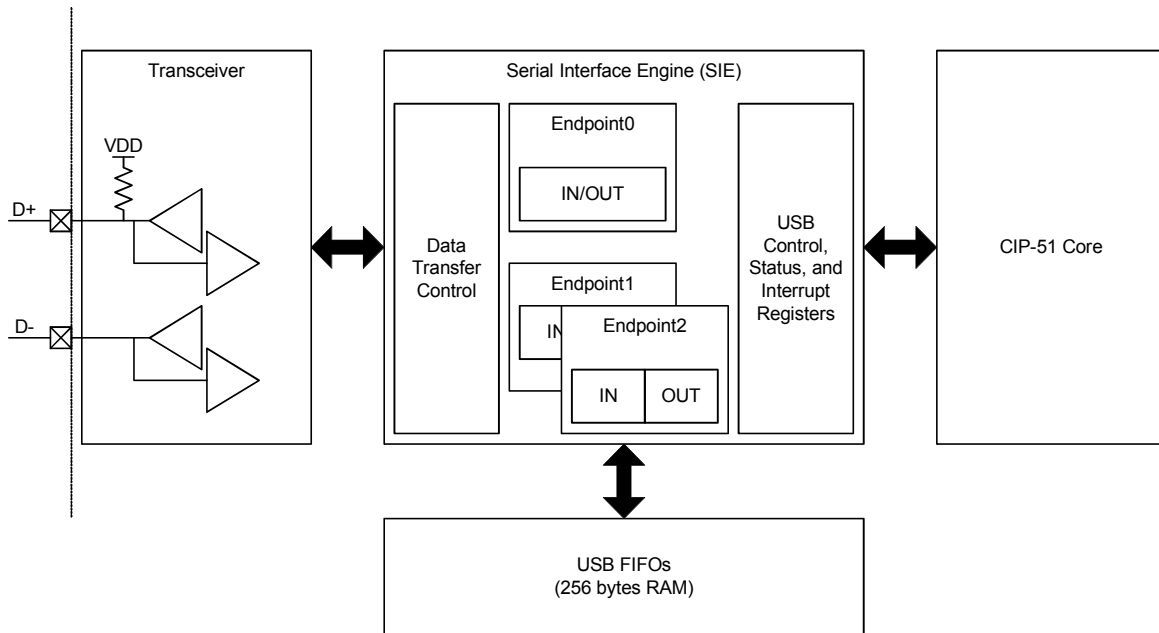 Transceiver
VDD
D+
D-
Serial Interface Engine (SIE)
Data
Transfer
Control
Endpoint0
IN/OUT
Endpoint1
IN
Endpoint2
IN
OUT
USB
Control,
Status, and
Interrupt
Registers
CIP-51 Core
USB FIFOs
(256 bytes RAM)